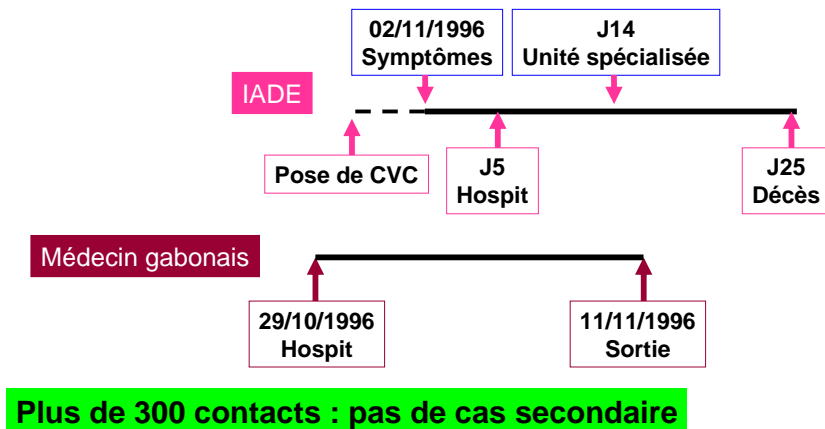 02/11/1996
Symptômes
J14
Unité spécialisée
IADE
Pose de CVC
J5
Hospit
J25
Décès
Médecin gabonais
29/10/1996
Hospit
11/11/1996
Sortie
Plus de 300 contacts : pas de cas secondaire